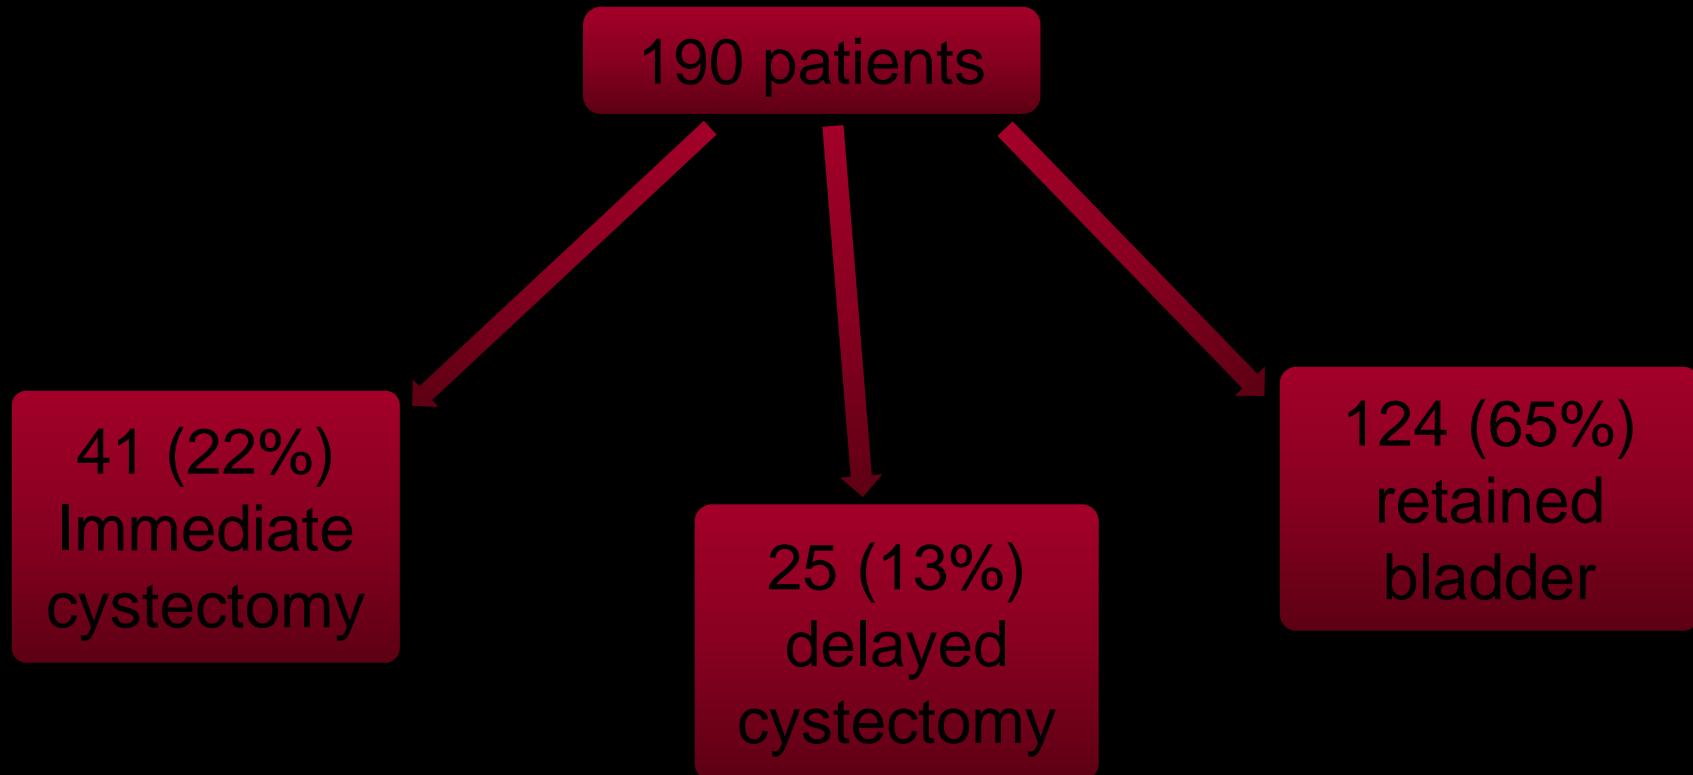 190 patients
41 (22%)
Immediate
cystectomy
25 (13%)
delayed
cystectomy
124 (65%)
retained
bladder